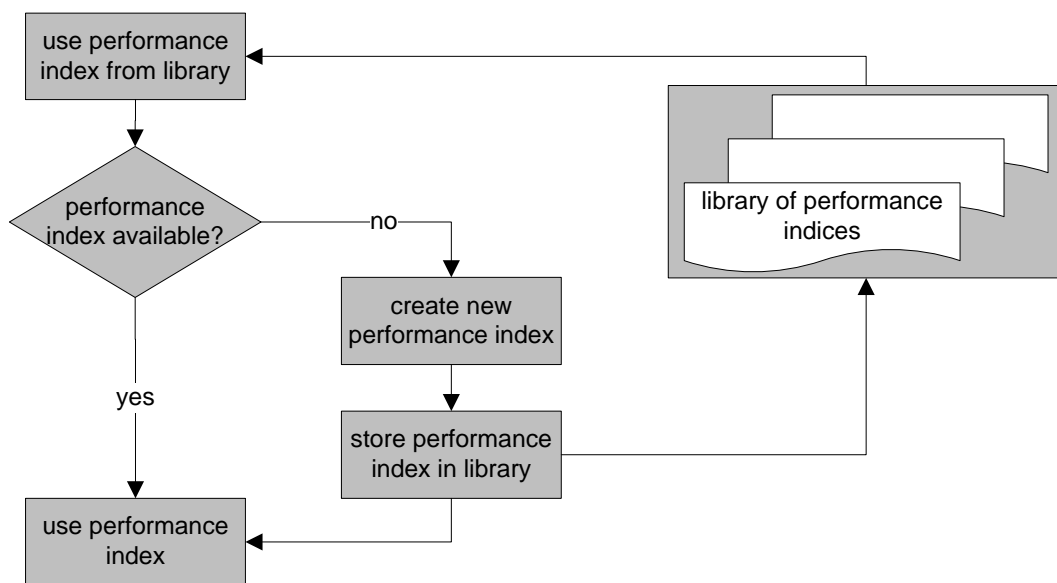 use performance
index from library
performance
index available?
no
library of performance
indices
create new
performance index
yes
store performance
index in library
use performance
index